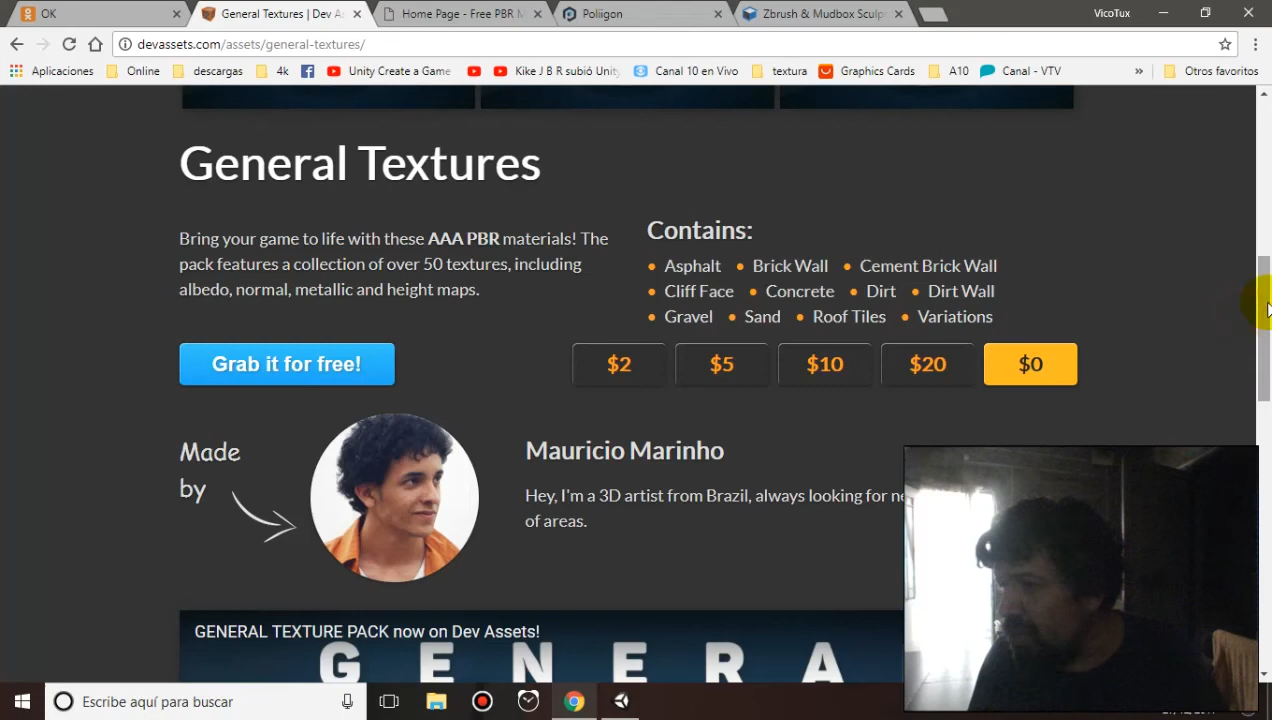 OK
General Textures | Dev As
Home Page - Free PBR M
Poliigon
Zbrush & Mudbox Sculp
VicoTux
devassets.com/assets/general-textures/
Aplicaciones
Online
descargas
4k
Unity Create a Game
Kike J B R subió Unity
Canal 10 en Vivo
textura
Graphics Cards
A10
Canal - VTV
»
Otros favoritos
General Textures
Bring your game to life with these AAA PBR materials! The
pack features a collection of over 50 textures, including
albedo, normal, metallic and height maps.
Contains:
• Asphalt • Brick Wall • Cement Brick Wall
• Cliff Face • Concrete • Dirt • Dirt Wall
• Gravel • Sand • Roof Tiles • Variations
Grab it for free!
$2
$5
$10
$20
$0
Made
by
Mauricio Marinho
Hey, I'm a 3D artist from Brazil, always looking for
of areas.
GENERAL TEXTURE PACK now on Dev Assets!
G E N E R A
Escribe aquí para buscar